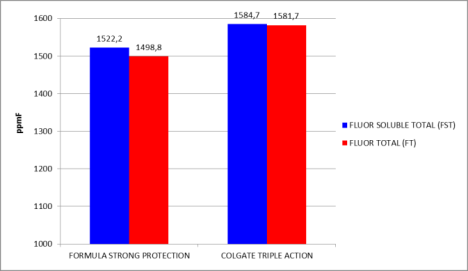 1600
1500
1400
1300
1200
1100
1000
ppmF
1522,2
1498,8
1584,7
1581,7
FORMULA STRONG PROTECTION
COLGATE TRIPLE ACTION
FLUOR SOLUBLE TOTAL (FST)
FLUOR TOTAL (FT)